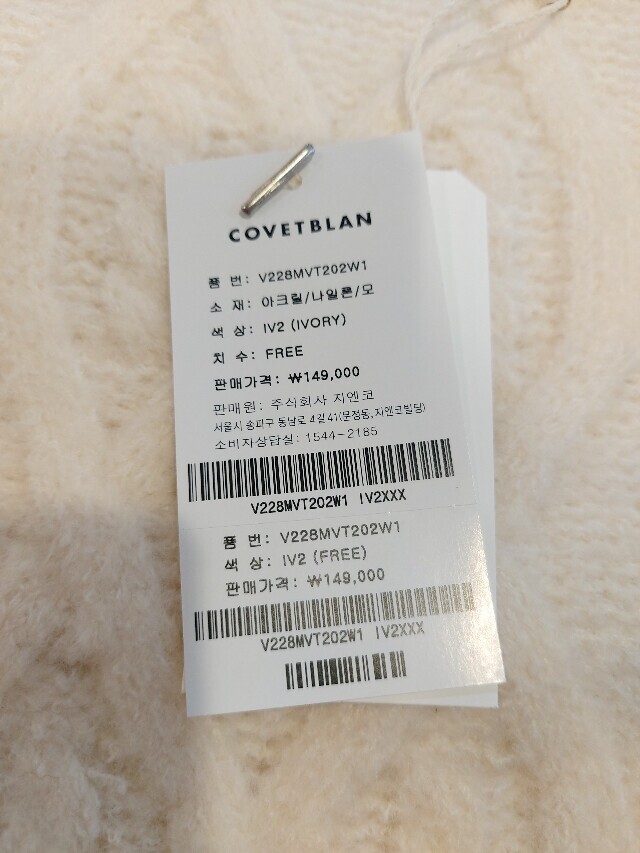 COVETBLAN
품 번: V228MVT202W1
소 재: 아크릴/나일론/모
색 상: IV2 (IVORY)
치 수: FREE
판매가격: ₩149,000
판매원: 주식회사 지엔코
서울시 송파구 동남로 4길 41(문정동,지엔코빌딩)
소비자상담실: 1544-2185
V228MVT202W1 IV2XXX
품 번: V228MVT202W1
색 상: IV2 (FREE)
판매가격: ₩149,000
V228MVT202W1 IV2XXX